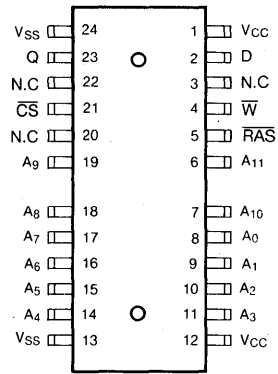 VSS 24 1 VCC
Q 23 2 D
N.C 22 3 N.C
C̅S̅ 21 4 W̅
N.C 20 5 R̅A̅S̅
A9 19 6 A11
A8 18 7 A10
A7 17 8 A0
A6 16 9 A1
A5 15 10 A2
A4 14 11 A3
VSS 13 12 VCC